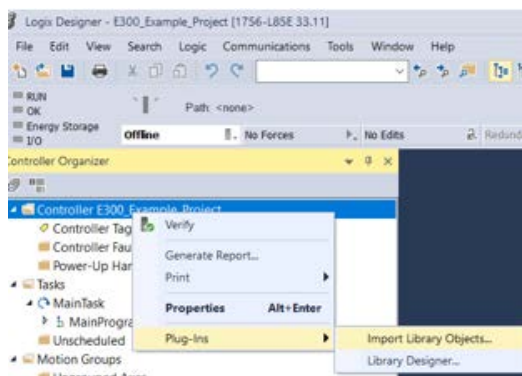 Logix Designer - E300_Example_Project [1756-L85E 33.11]
File Edit View Search Logic Communications Tools Window Help
RUN
OK
Energy Storage
I/O
Path: <none>
Offline No Forces No Edits Redund
Controller Organizer
Controller E300_Example_Project
Controller Tag
Controller Fau
Power-Up Han
Tasks
MainTask
MainProgra
Unscheduled
Motion Groups
Verify
Generate Report...
Print
Properties Alt+Enter
Plug-Ins
Import Library Objects...
Library Designer...